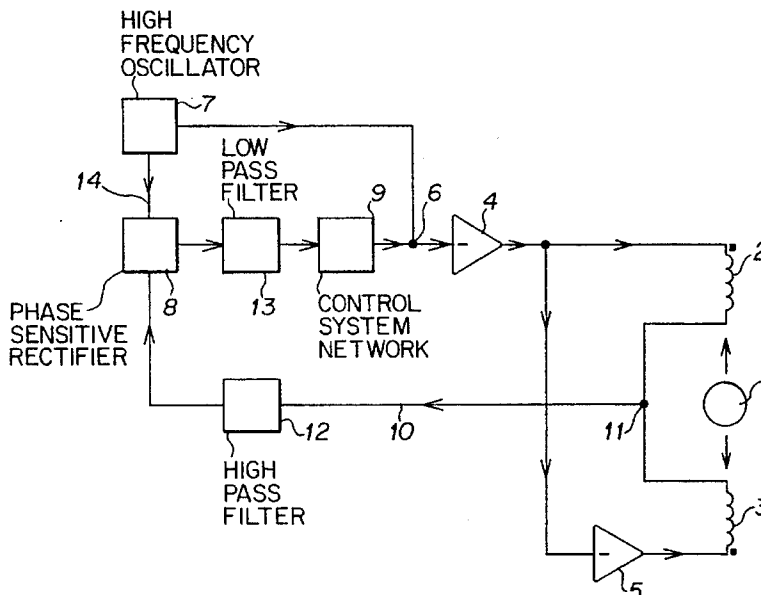 HIGH
FREQUENCY
OSCILLATOR
7
14
LOW
PASS
FILTER
9
6
4
2
8
13
PHASE
SENSITIVE
RECTIFIER
CONTROL
SYSTEM
NETWORK
12
10
11
HIGH
PASS
FILTER
3
5